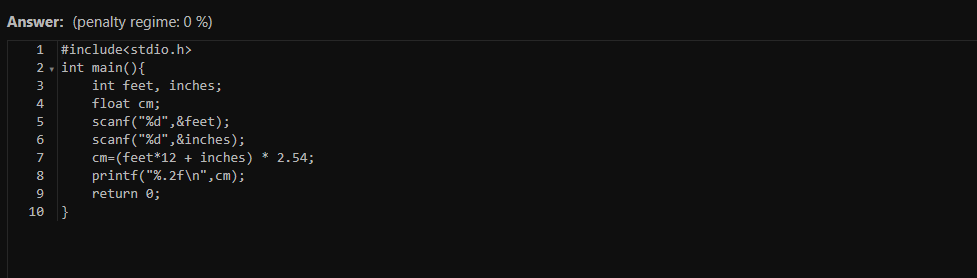 Answer: (penalty regime: 0 %)
1 #include<stdio.h>
2 int main(){
3     int feet, inches;
4     float cm;
5     scanf("%d",&feet);
6     scanf("%d",&inches);
7     cm=(feet*12 + inches) * 2.54;
8     printf("%.2f\n",cm);
9     return 0;
10 }